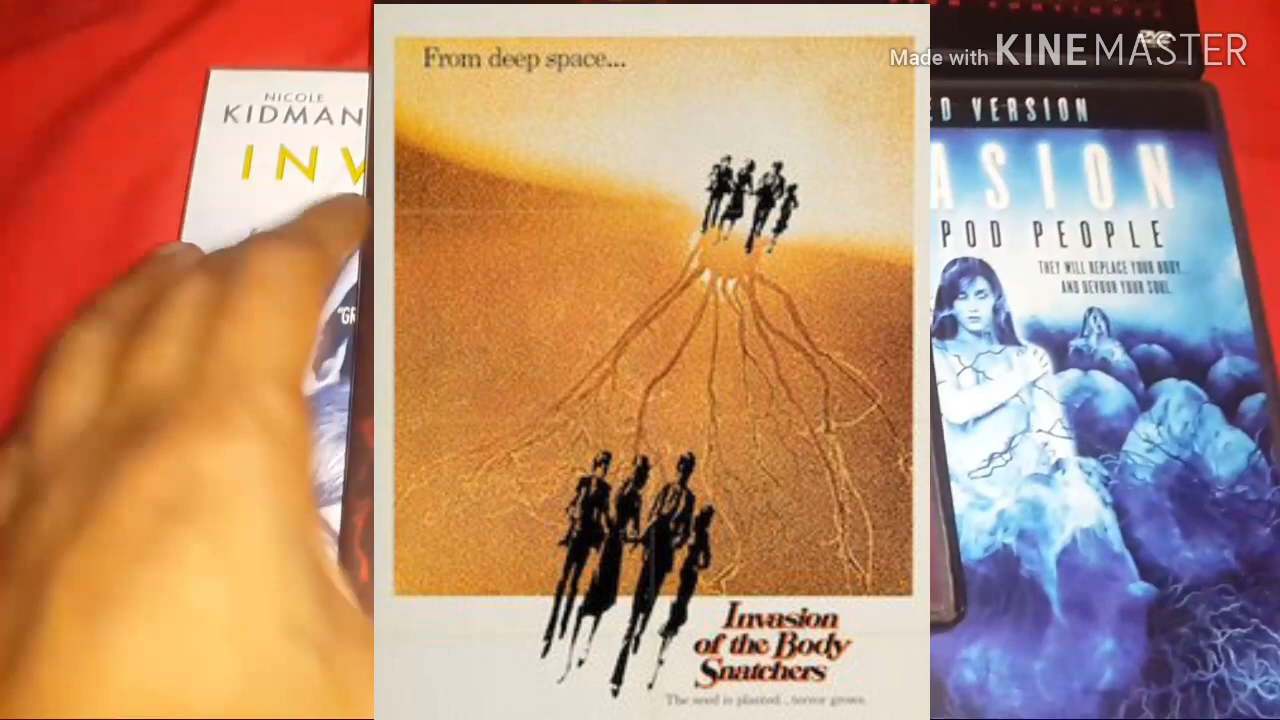 From deep space...
Made with KINEMASTER
NICOLE
KIDMAN
INV
"GR
ED VERSION
ASION
POD PEOPLE
THEY WILL REPLACE YOUR BODY...
AND DEVOUR YOUR SOUL.
Invasion
of the Body
Snatchers
The seed is planted...terror grows.